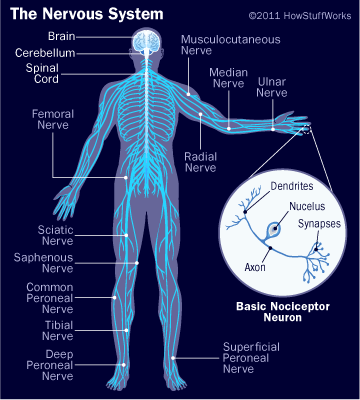 The Nervous System
©2011 HowStuffWorks
Brain
Cerebellum
Spinal
Cord
Musculocutaneous
Nerve
Median
Nerve
Ulnar
Nerve
Femoral
Nerve
Radial
Nerve
Dendrites
Nucelus
Synapses
Axon
Basic Nociceptor
Neuron
Sciatic
Nerve
Saphenous
Nerve
Common
Peroneal
Nerve
Tibial
Nerve
Deep
Peroneal
Nerve
Superficial
Peroneal
Nerve